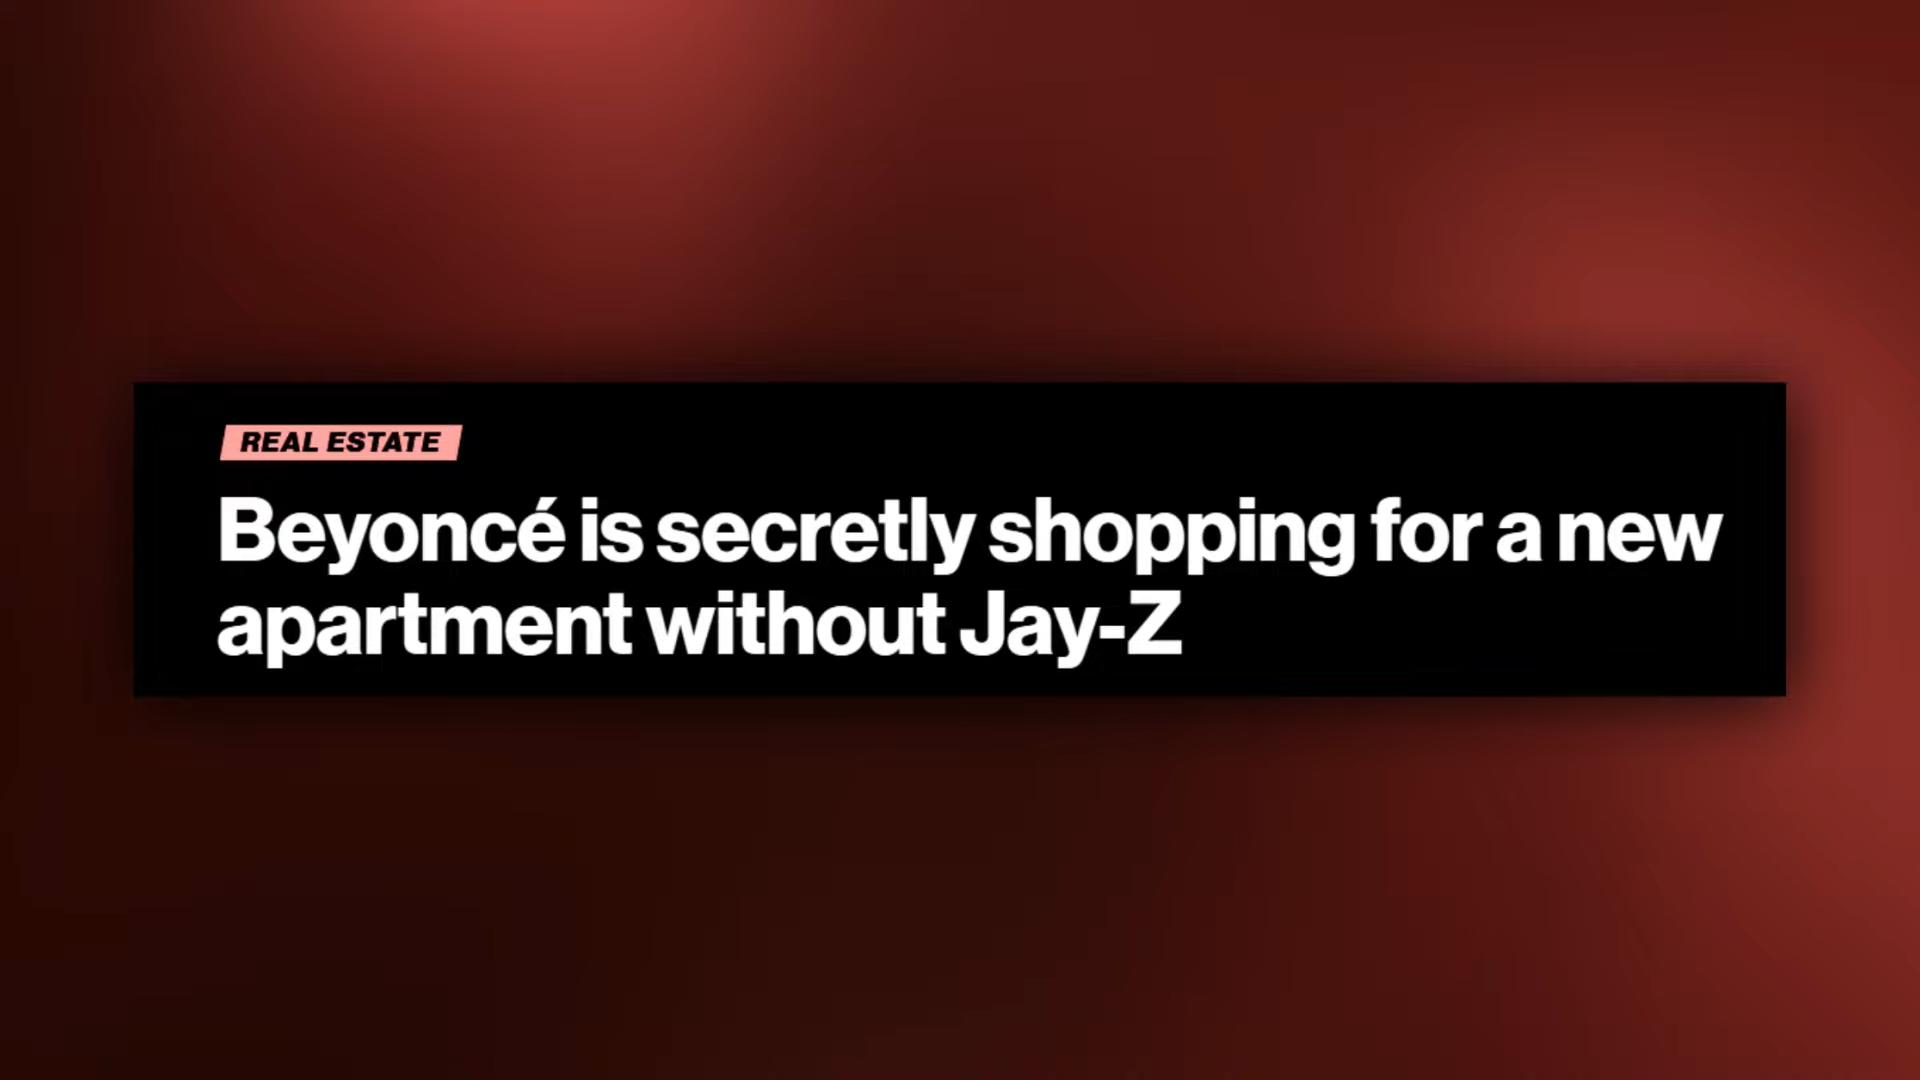 REAL ESTATE
Beyoncé is secretly shopping for a new
apartment without Jay-Z